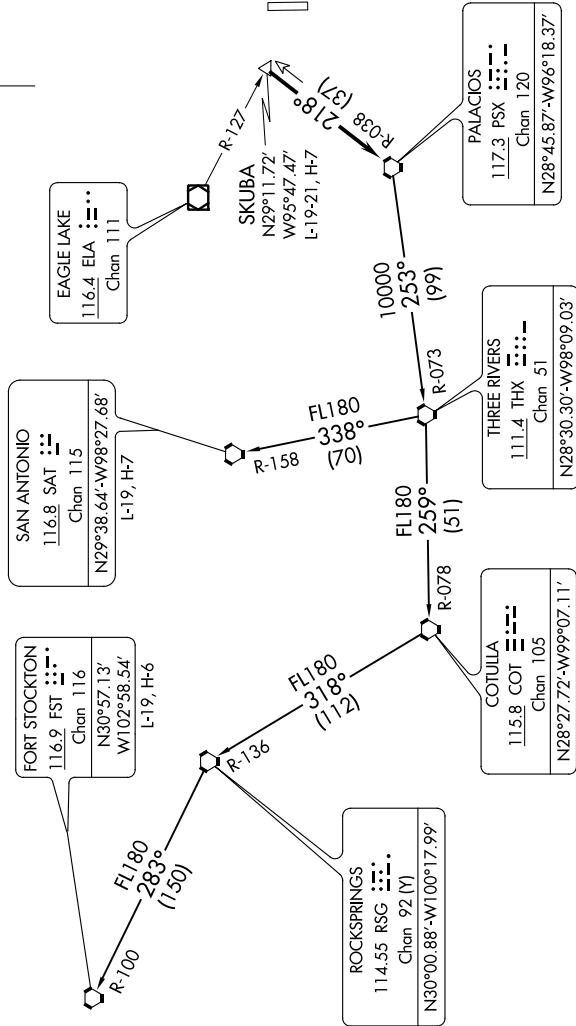 FORT STOCKTON
116.9 FST
Chan 116
N30°57.13'
W102°58.54'
L-19, H-6
SAN ANTONIO
116.8 SAT
Chan 115
N29°38.64'-W98°27.68'
L-19, H-7
EAGLE LAKE
116.4 ELA
Chan 111
R-127
SKUBA
N29°11.72'
W95°47.47'
L-19-21, H-7
218°
(37)
R-038
PALACIOS
117.3 PSX
Chan 120
N28°45.87'-W96°18.37'
10000
253°
(99)
R-073
THREE RIVERS
111.4 THX
Chan 51
N28°30.30'-W98°09.03'
FL180
338°
(70)
R-158
FL180
259°
(51)
R-078
COTULLA
115.8 COT
Chan 105
N28°27.72'-W99°07.11'
FL180
318°
(112)
R-136
ROCKSPRINGS
114.55 RSG
Chan 92 (Y)
N30°00.88'-W100°17.99'
FL180
283°
(150)
R-100